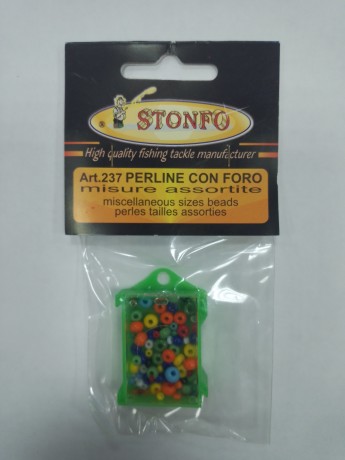 ® STONFO
High quality fishing tackle manufacturer
Art.237 PERLINE CON FORO
misure assortite
miscellaneous sizes beads
perles tailles assorties